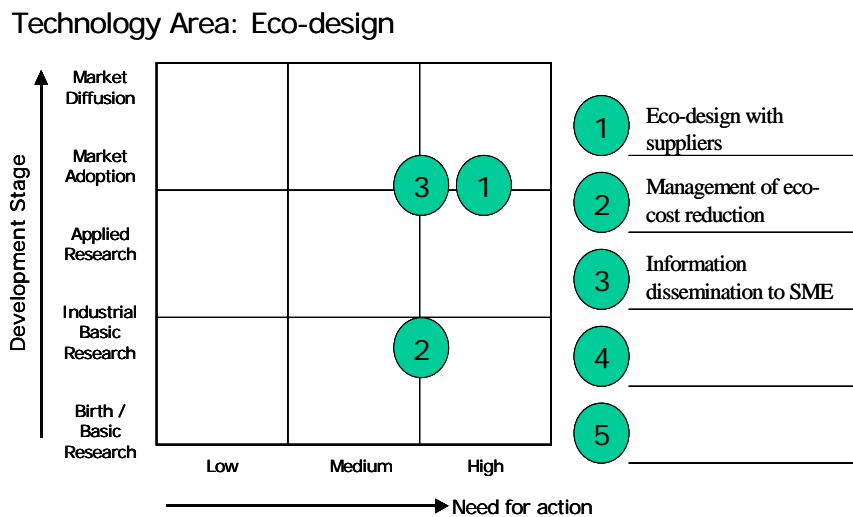 Technology Area: Eco-design
Development Stage
Market
Diffusion
Market
Adoption
Applied
Research
Industrial
Basic
Research
Birth /
Basic
Research
3
1
2
Low
Medium
High
Need for action
1
Eco-design with
suppliers
2
Management of eco-
cost reduction
3
Information
dissemination to SME
4
5